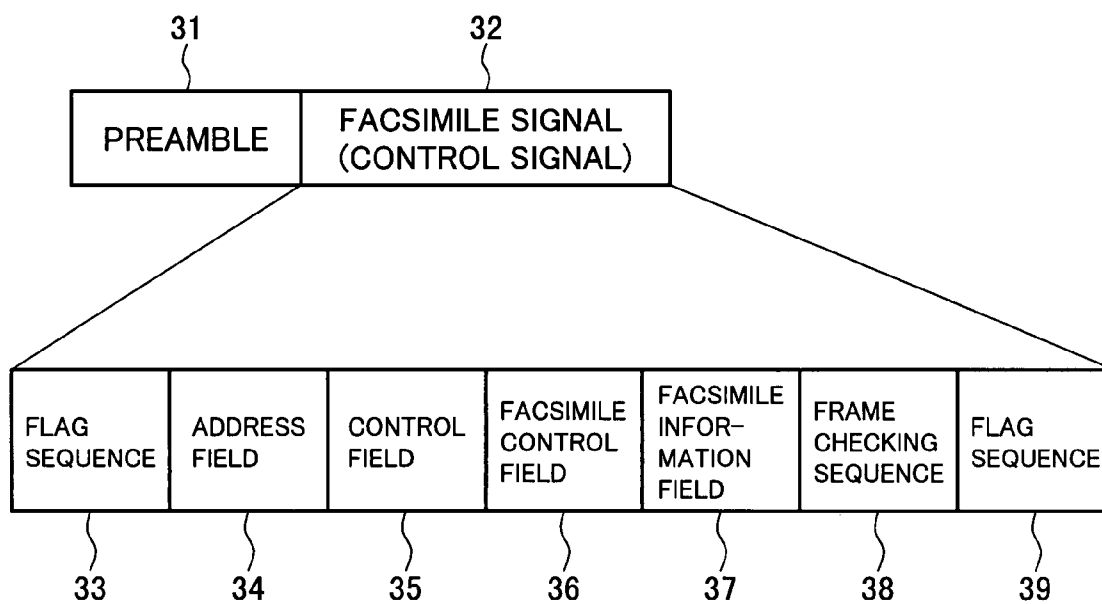 31
32
PREAMBLE
FACSIMILE SIGNAL
(CONTROL SIGNAL)
FLAG
SEQUENCE
ADDRESS
FIELD
CONTROL
FIELD
FACSIMILE
CONTROL
FIELD
FACSIMILE
INFOR-
MATION
FIELD
FRAME
CHECKING
SEQUENCE
FLAG
SEQUENCE
33
34
35
36
37
38
39